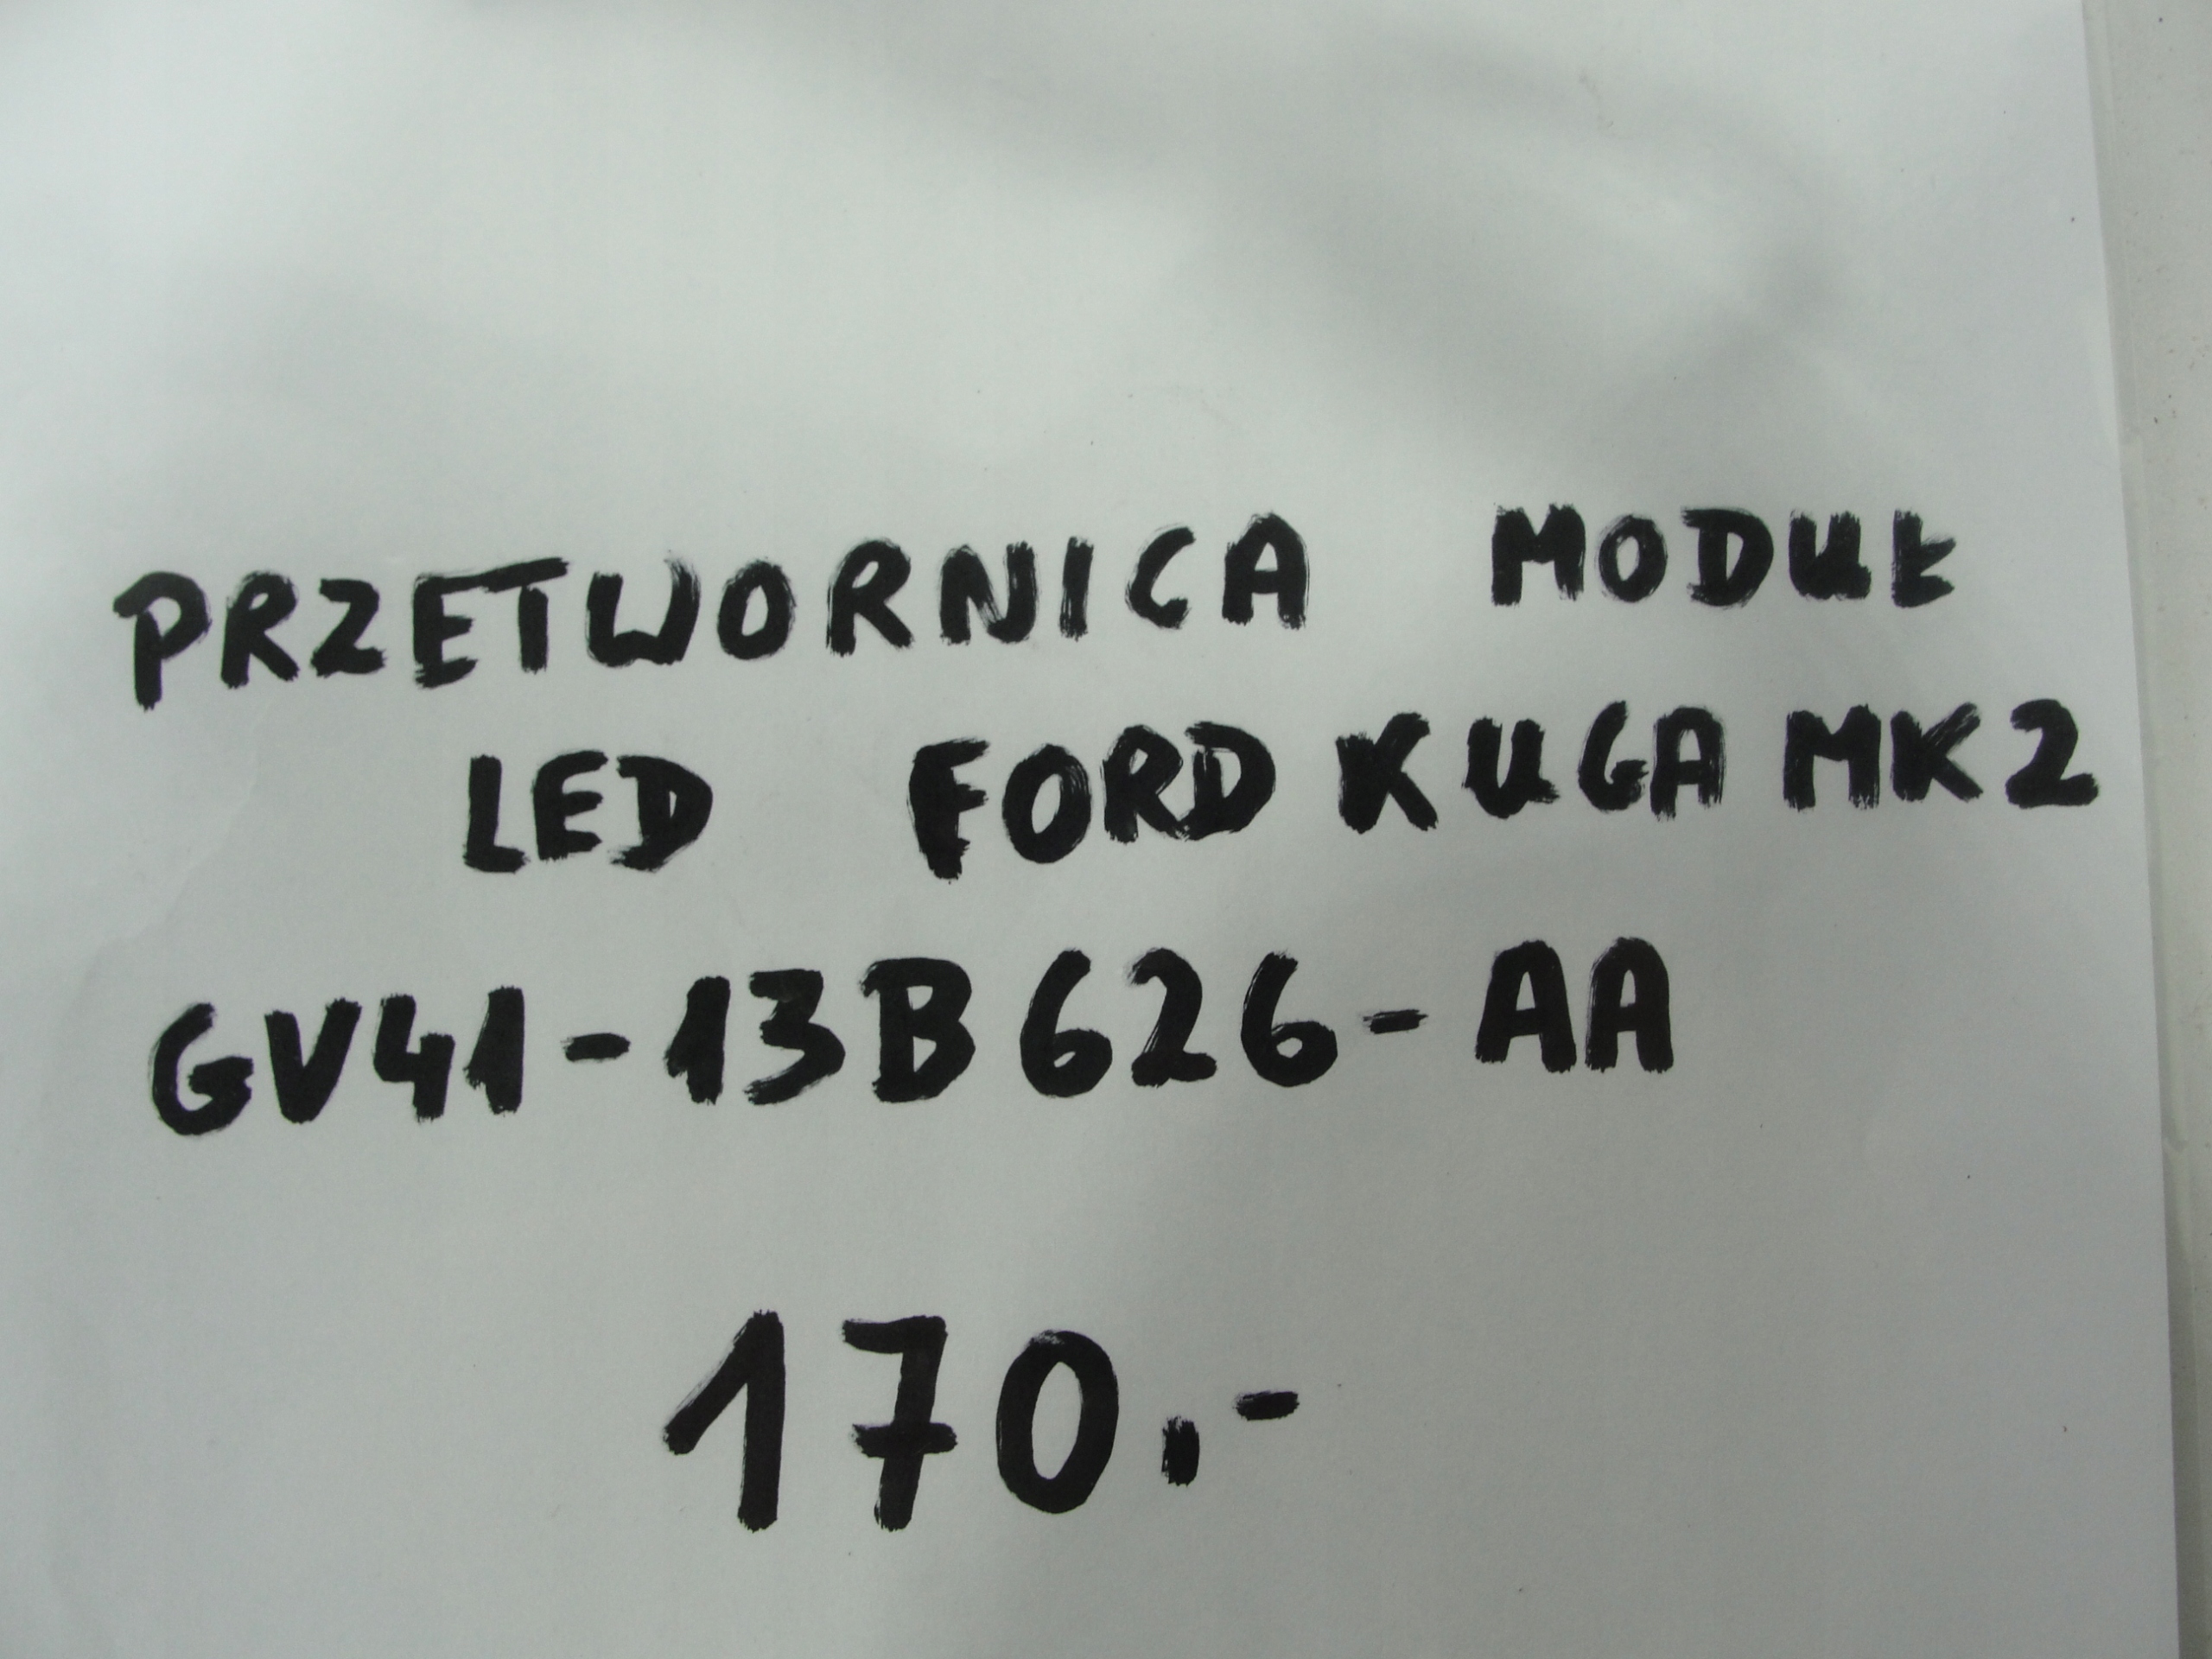 PRZETWORNICA MODUŁ
LED FORD KUGA MK2
GV41-13B626-AA
170.-